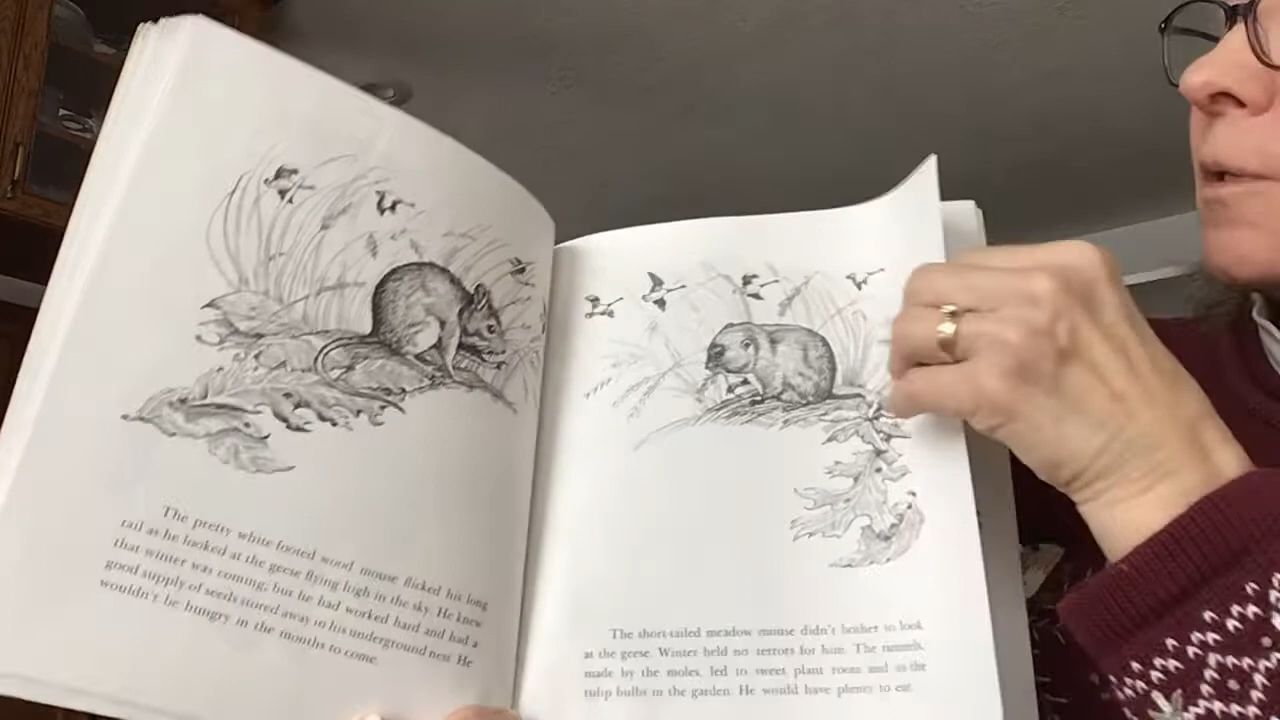 The pretty white footed wood mouse flicked his long
tail as he looked at the geese flying high in the sky. He knew
that winter was coming; but he had worked hard and had a
good supply of seeds stored away in his underground nest. He
wouldn't be hungry in the months to come.
The short-tailed meadow mouse didn't bother to look
at the geese. Winter held no terrors for him. The tunnels,
made by the moles, led to sweet plant roots and to the
tulip bulbs in the garden. He would have plenty to eat.